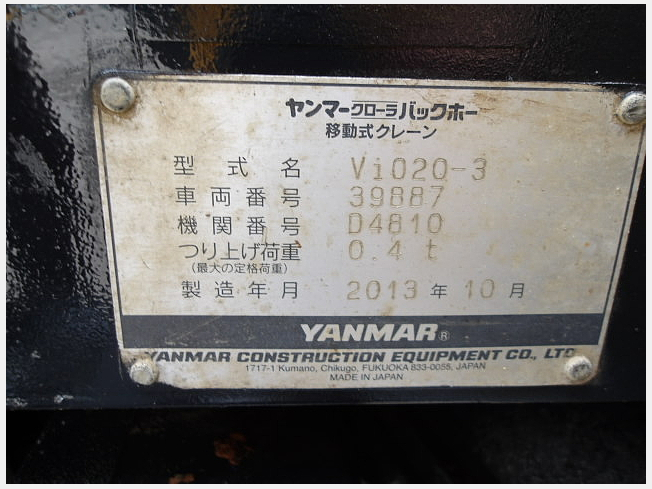 ヤンマークローラバックホー
移動式クレーン
型式名 ViO20-3
車両番号 39887
機関番号 D4810
つり上げ荷重 0.4 t
(最大の定格荷重)
製造年月 2013 年 10 月
YANMAR®
YANMAR CONSTRUCTION EQUIPMENT CO., LTD.
1717-1 Kumano, Chikugo, FUKUOKA 833-0055, JAPAN
MADE IN JAPAN